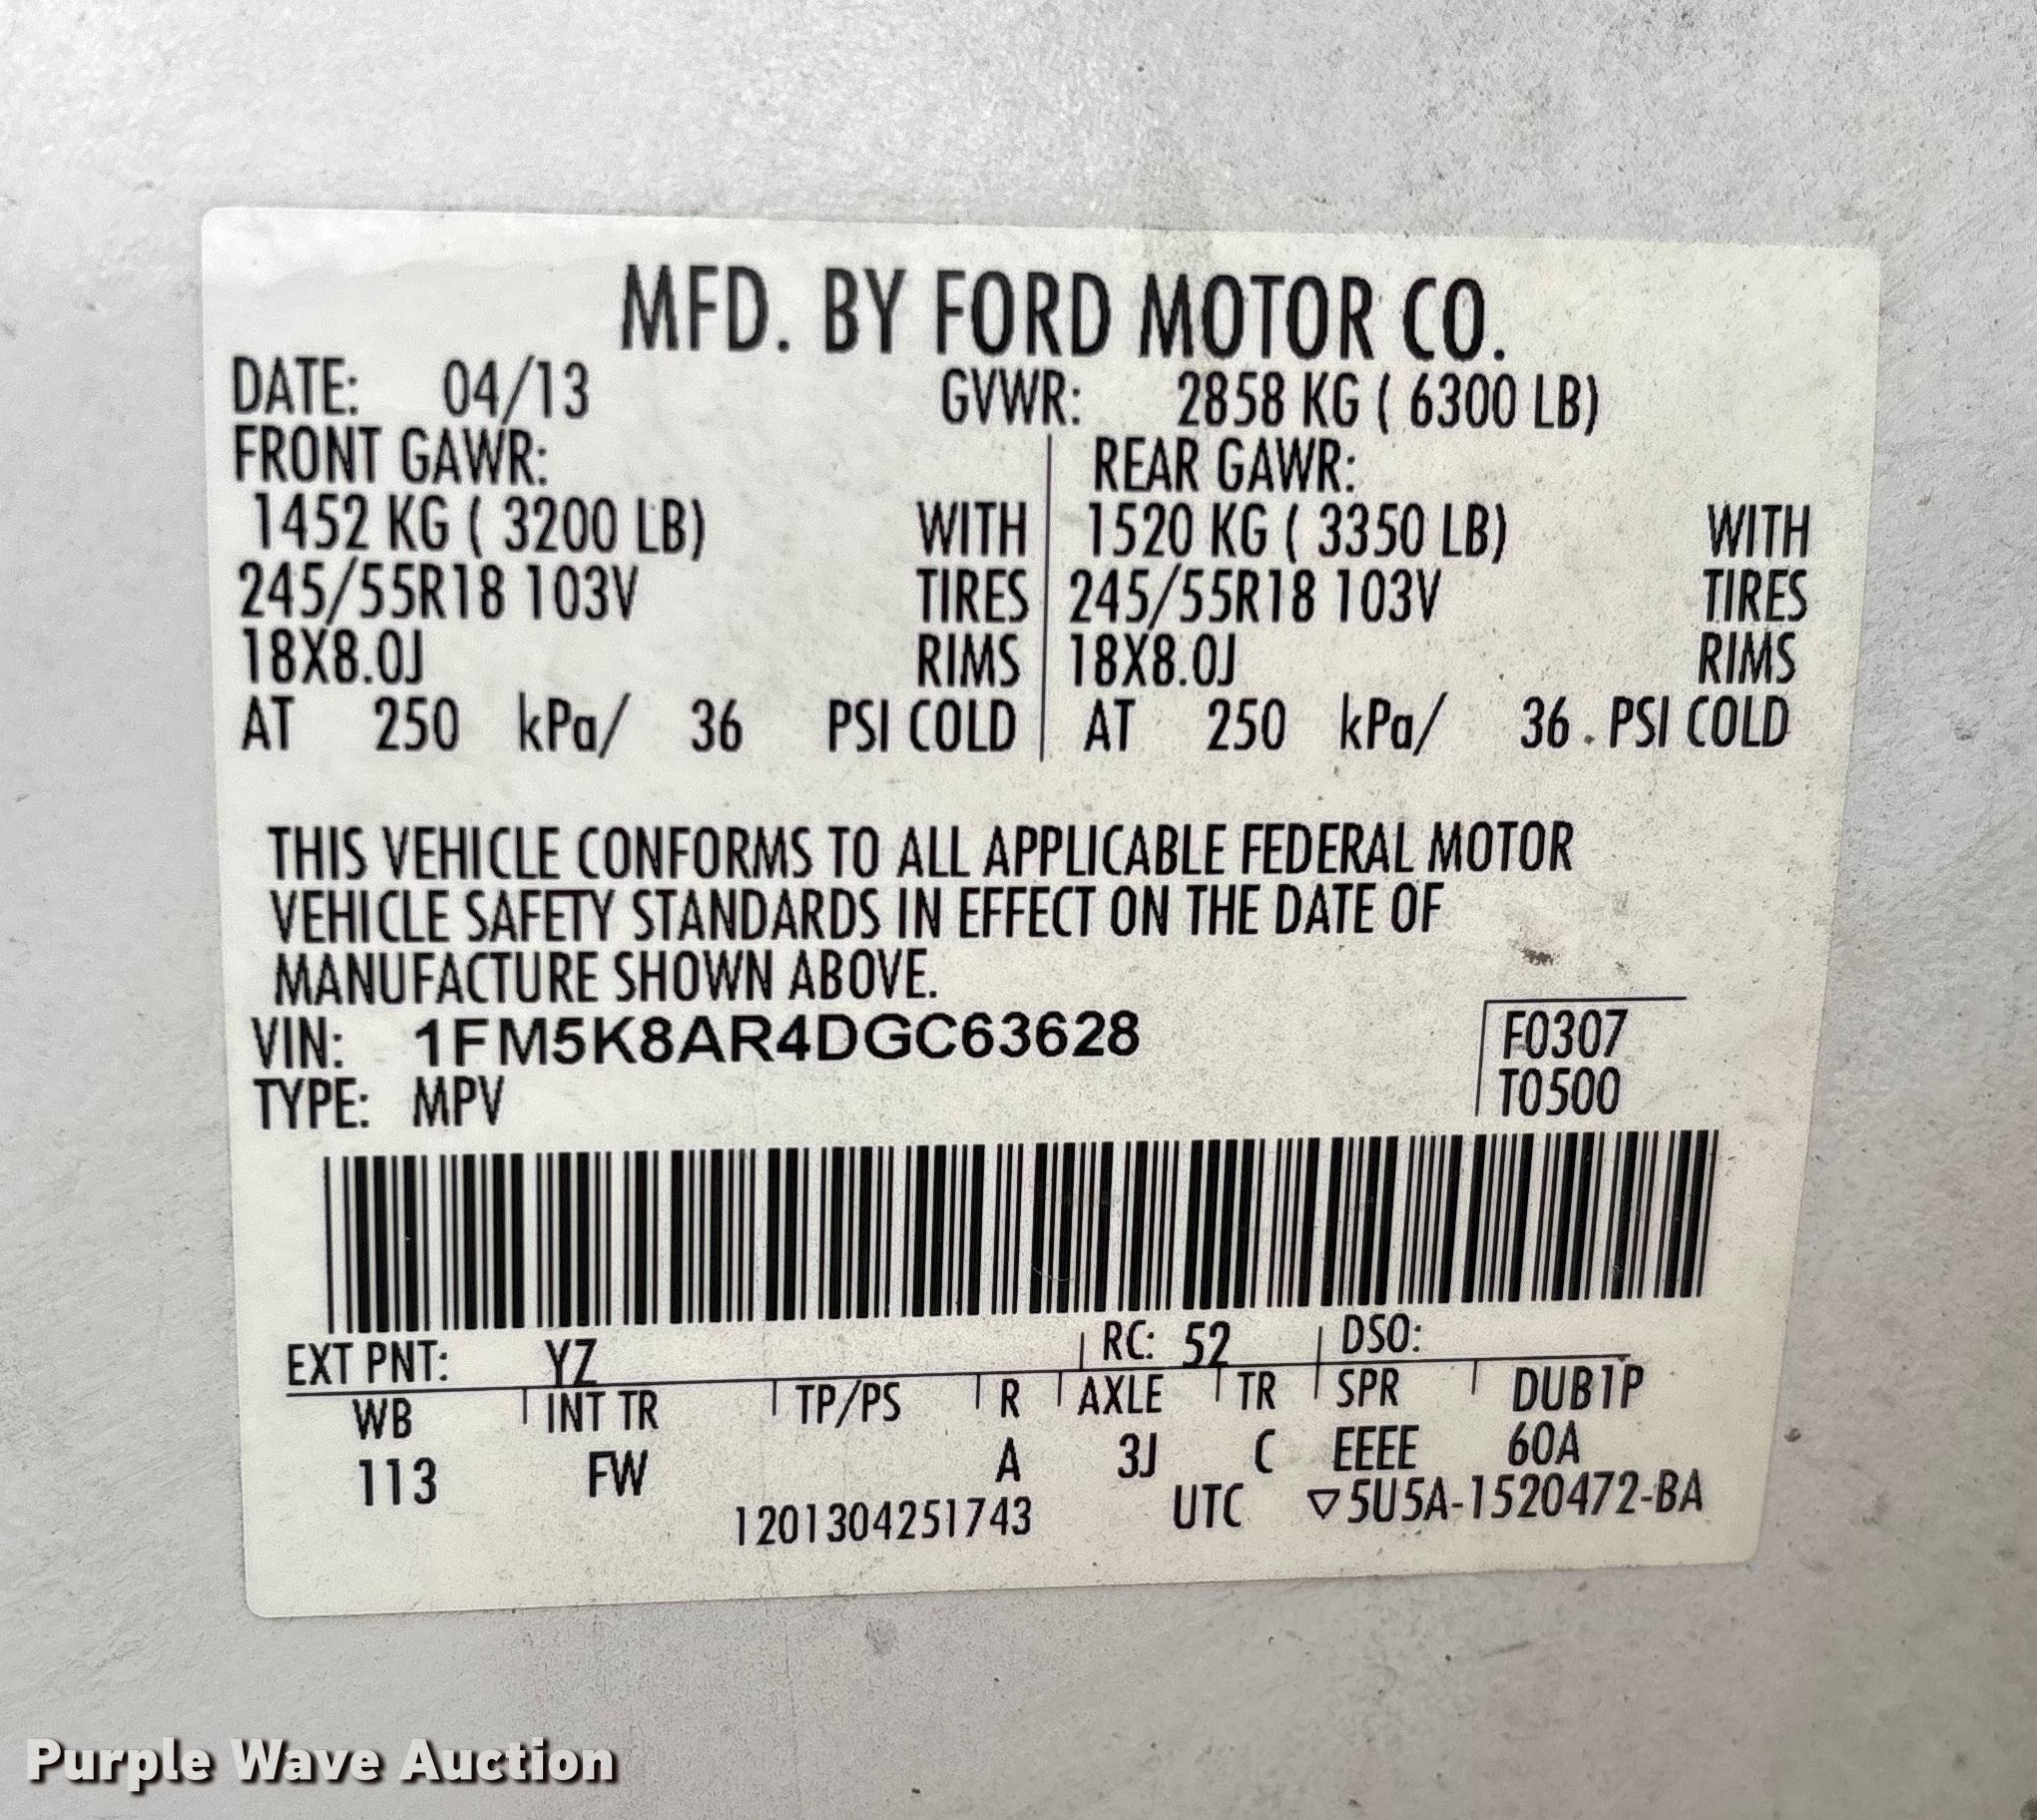 MFD. BY FORD MOTOR CO.
DATE: 04/13 GVWR: 2858 KG ( 6300 LB)
FRONT GAWR: REAR GAWR:
1452 KG ( 3200 LB) WITH 1520 KG ( 3350 LB) WITH
245/55R18 103V TIRES 245/55R18 103V TIRES
18X8.0J RIMS 18X8.0J RIMS
AT 250 kPa/ 36 PSI COLD AT 250 kPa/ 36 PSI COLD
THIS VEHICLE CONFORMS TO ALL APPLICABLE FEDERAL MOTOR
VEHICLE SAFETY STANDARDS IN EFFECT ON THE DATE OF
MANUFACTURE SHOWN ABOVE.
VIN: 1FM5K8AR4DGC63628 F0307
TYPE: MPV T0500
EXT PNT: YZ RC: 52 DSO:
WB INT TR TP/PS R AXLE TR SPR DUB1P
113 FW A 3J C EEEE 60A
1201304251743 UTC ▽5U5A-1520472-BA
Purple Wave Auction